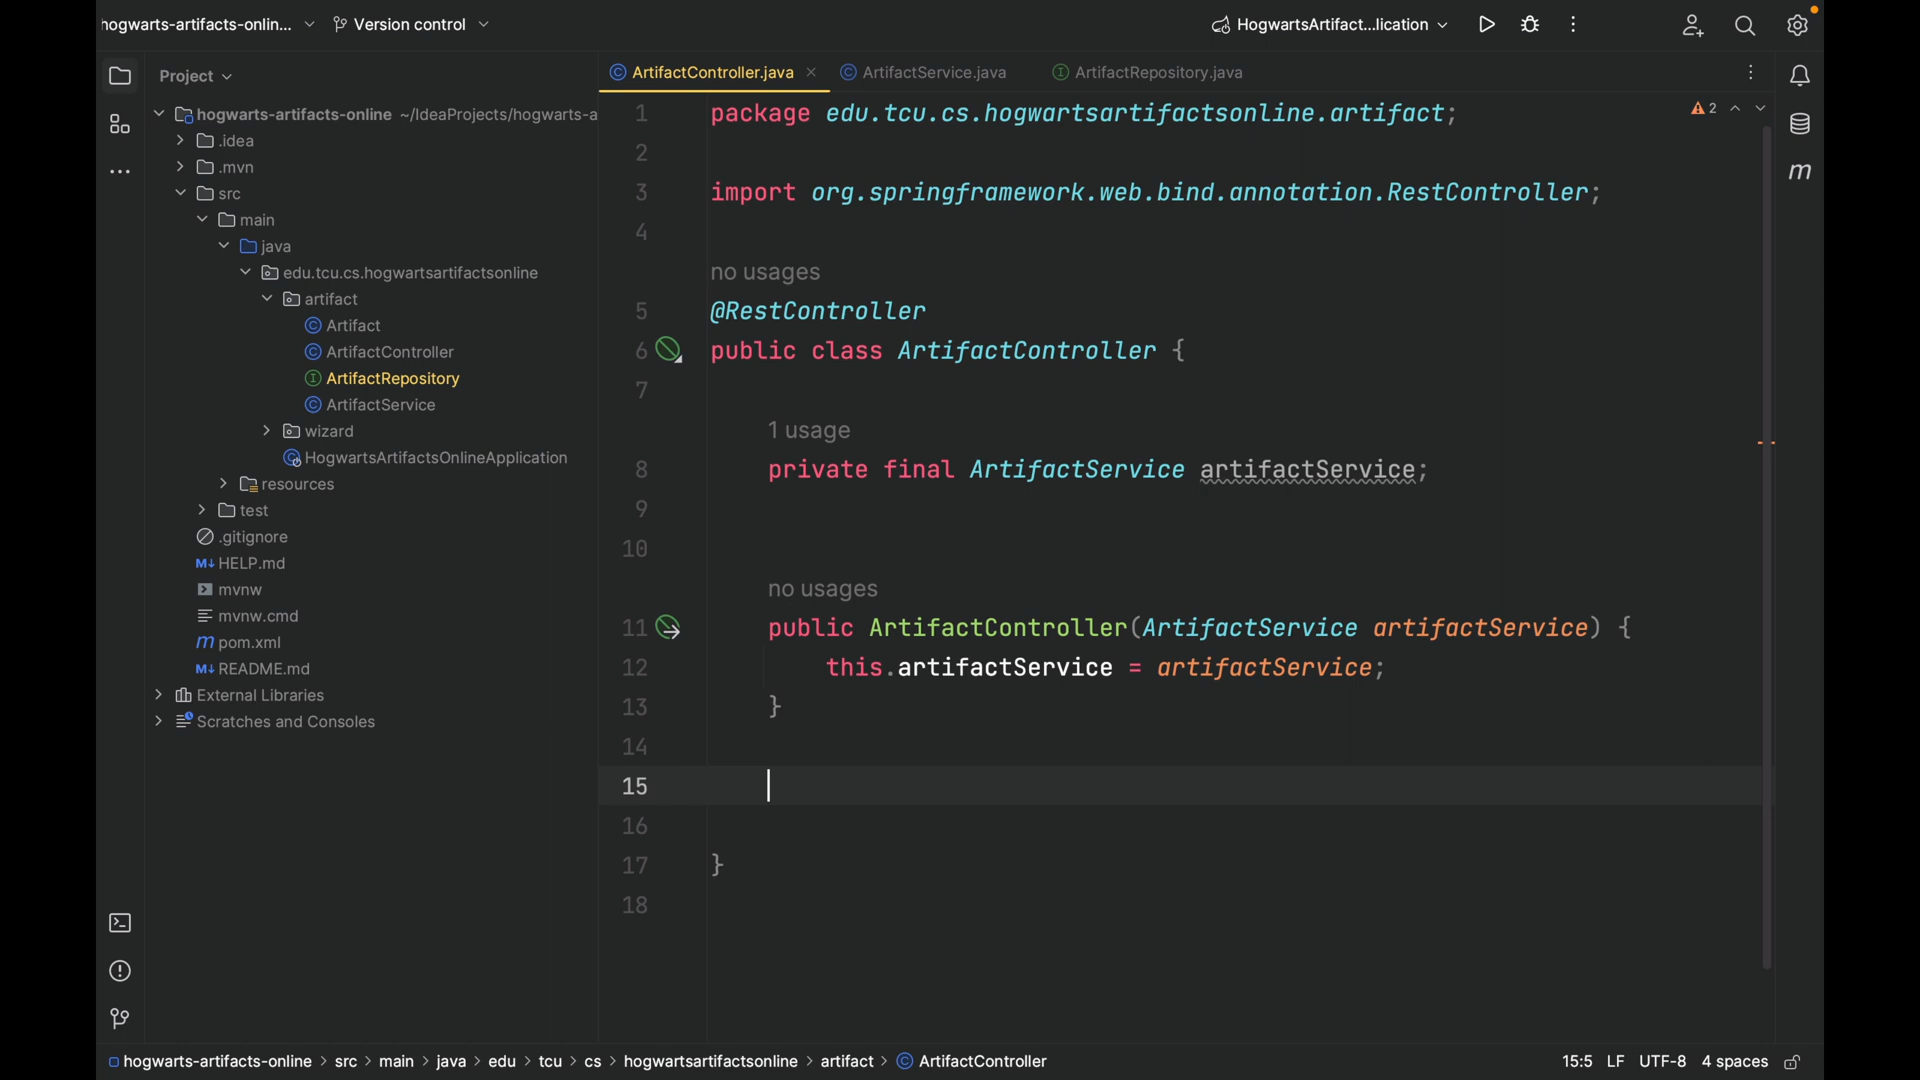 hogwarts-artifacts-onlin...
Version control
HogwartsArtifact...lication
Project
ArtifactController.java
ArtifactService.java
ArtifactRepository.java
hogwarts-artifacts-online ~/IdeaProjects/hogwarts-a
.idea
.mvn
src
main
java
edu.tcu.cs.hogwartsartifactsonline
artifact
Artifact
ArtifactController
ArtifactRepository
ArtifactService
wizard
HogwartsArtifactsOnlineApplication
resources
test
.gitignore
M↓ HELP.md
mvnw
mvnw.cmd
m pom.xml
M↓ README.md
External Libraries
Scratches and Consoles
2
1 package edu.tcu.cs.hogwartsartifactsonline.artifact;
2
3 import org.springframework.web.bind.annotation.RestController;
4
no usages
5 @RestController
6 public class ArtifactController {
7
1 usage
8 private final ArtifactService artifactService;
9
10
no usages
11 public ArtifactController(ArtifactService artifactService) {
12 this.artifactService = artifactService;
13 }
14
15
16
17 }
18
m
hogwarts-artifacts-online > src > main > java > edu > tcu > cs > hogwartsartifactsonline > artifact > ArtifactController
15:5 LF UTF-8 4 spaces